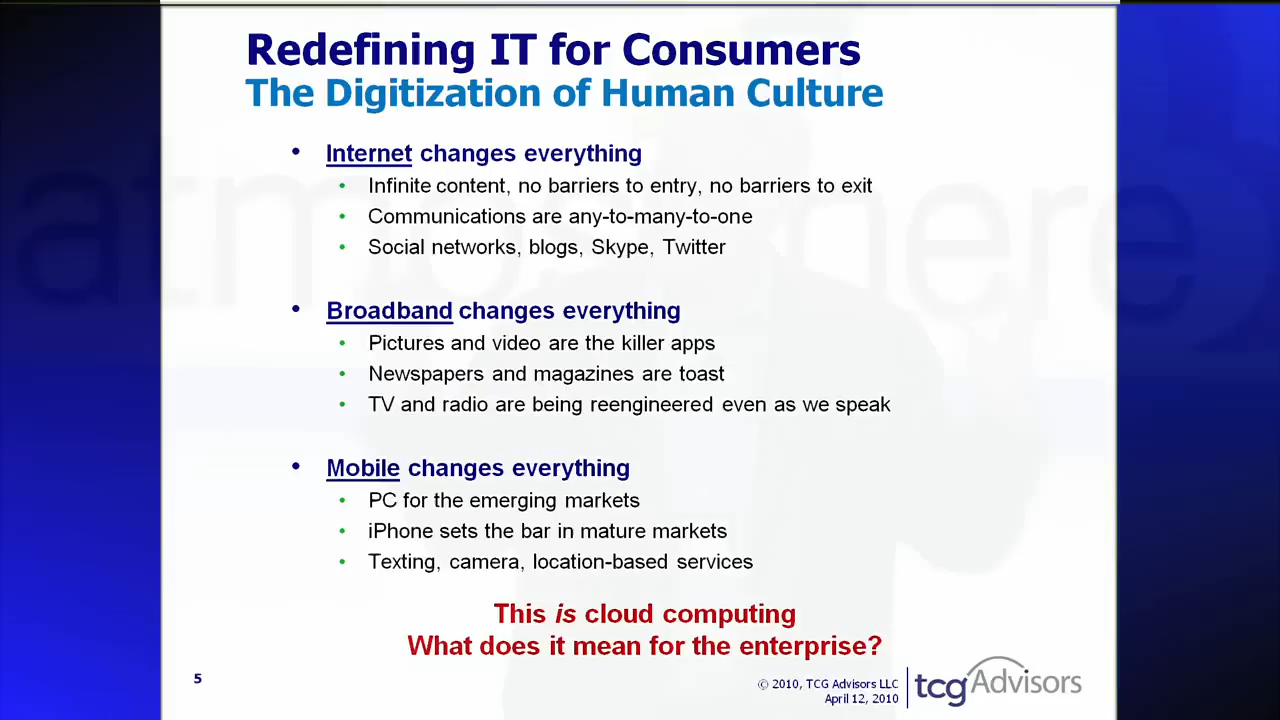 Redefining IT for Consumers
The Digitization of Human Culture
• Internet changes everything
• Infinite content, no barriers to entry, no barriers to exit
• Communications are any-to-many-to-one
• Social networks, blogs, Skype, Twitter
• Broadband changes everything
• Pictures and video are the killer apps
• Newspapers and magazines are toast
• TV and radio are being reengineered even as we speak
• Mobile changes everything
• PC for the emerging markets
• iPhone sets the bar in mature markets
• Texting, camera, location-based services
This is cloud computing
What does it mean for the enterprise?
5
© 2010, TCG Advisors LLC
April 12, 2010
tcgAdvisors
atmosphere